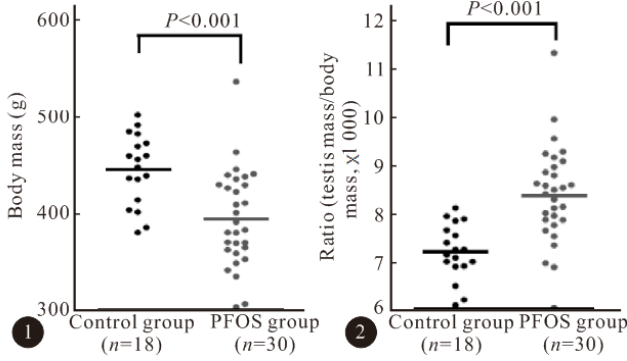 P<0.001
600
500
400
300
Body mass (g)
Control group
(n=18)
PFOS group
(n=30)
1
P<0.001
12
11
10
9
8
7
6
Ratio (testis mass/body
mass, χ1 000)
Control group
(n=18)
PFOS group
(n=30)
2